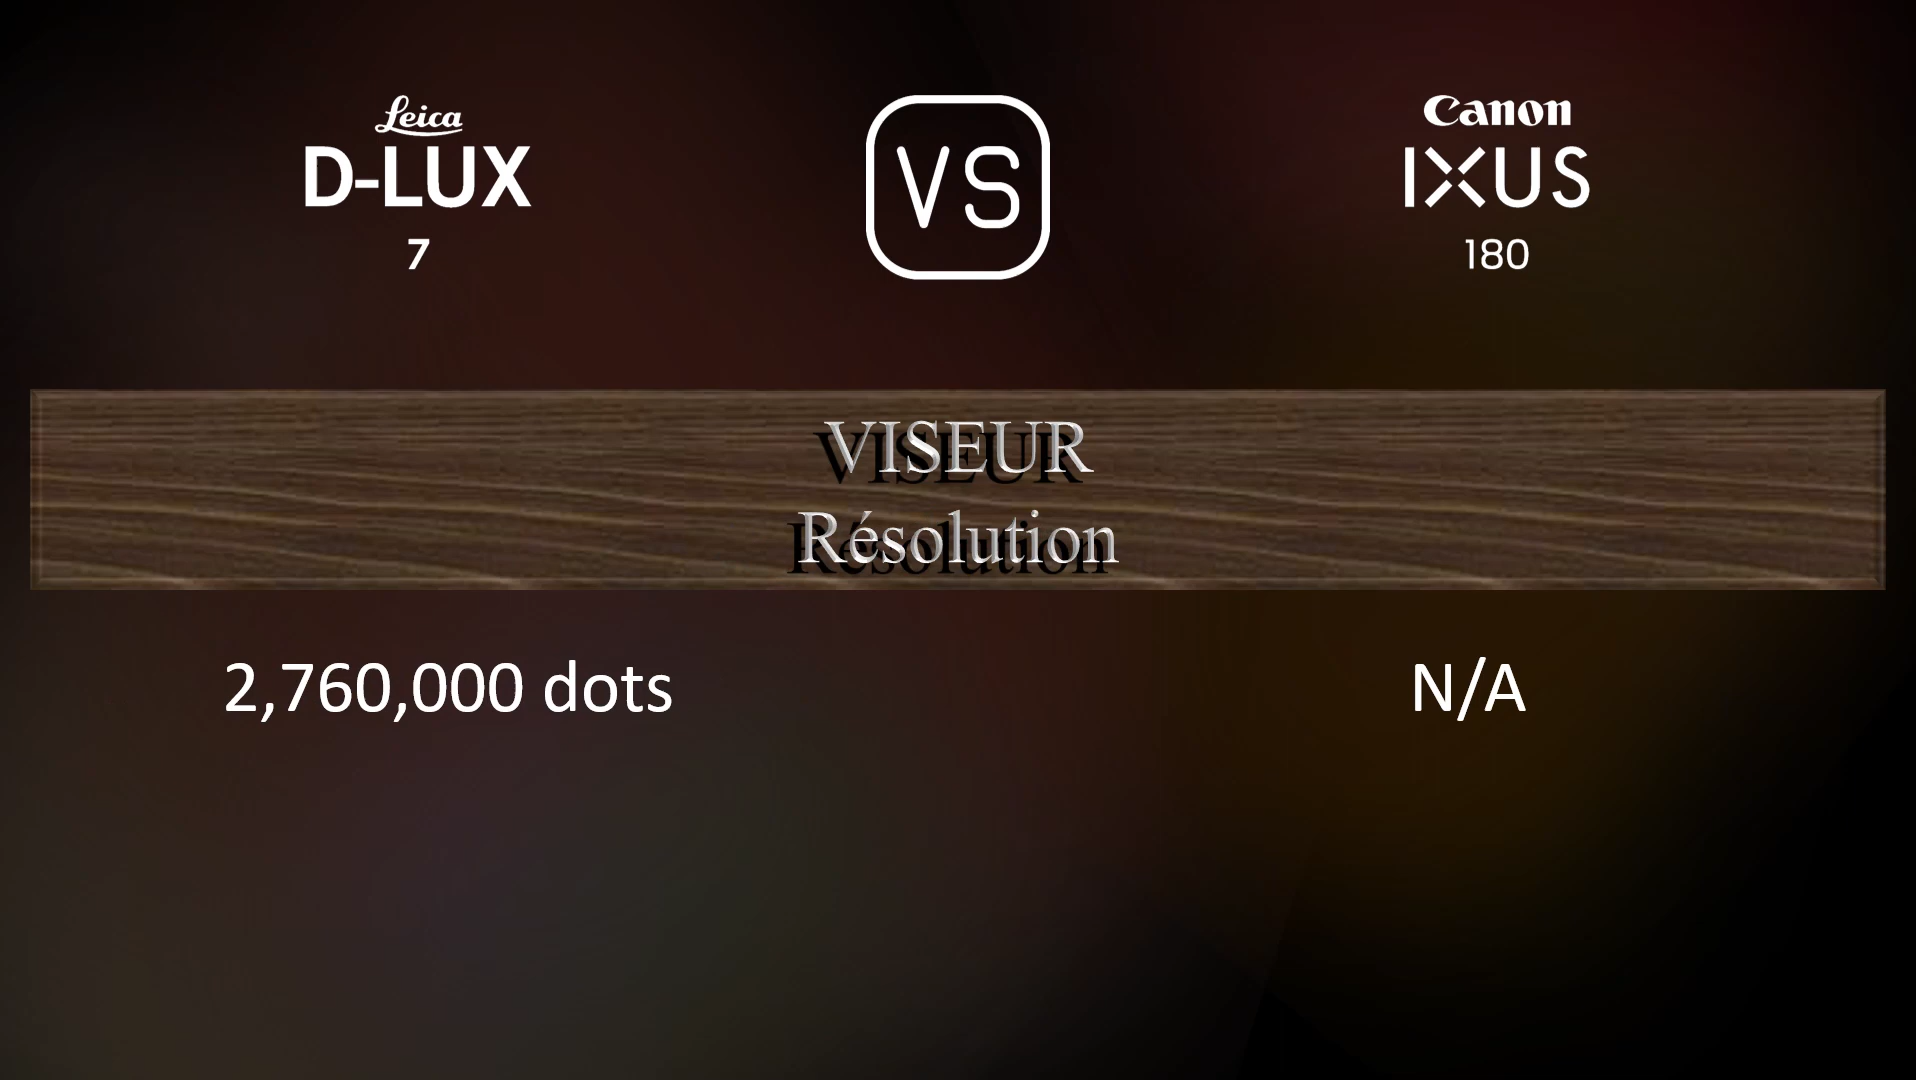 Leica
D-LUX
7
VS
Canon
IXUS
180
VISEUR
Résolution
2,760,000 dots
N/A